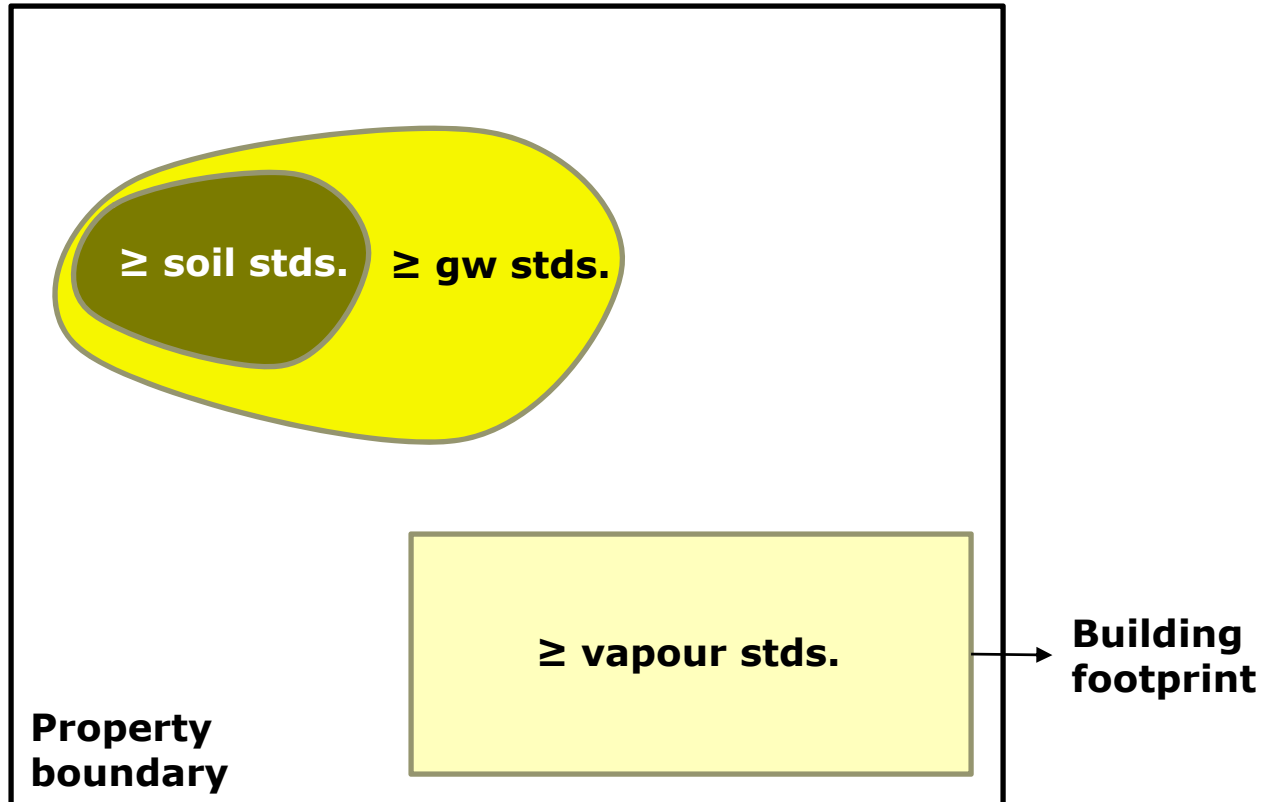 ≥ soil stds.
≥ gw stds.
≥ vapour stds.
Building
footprint
Property
boundary